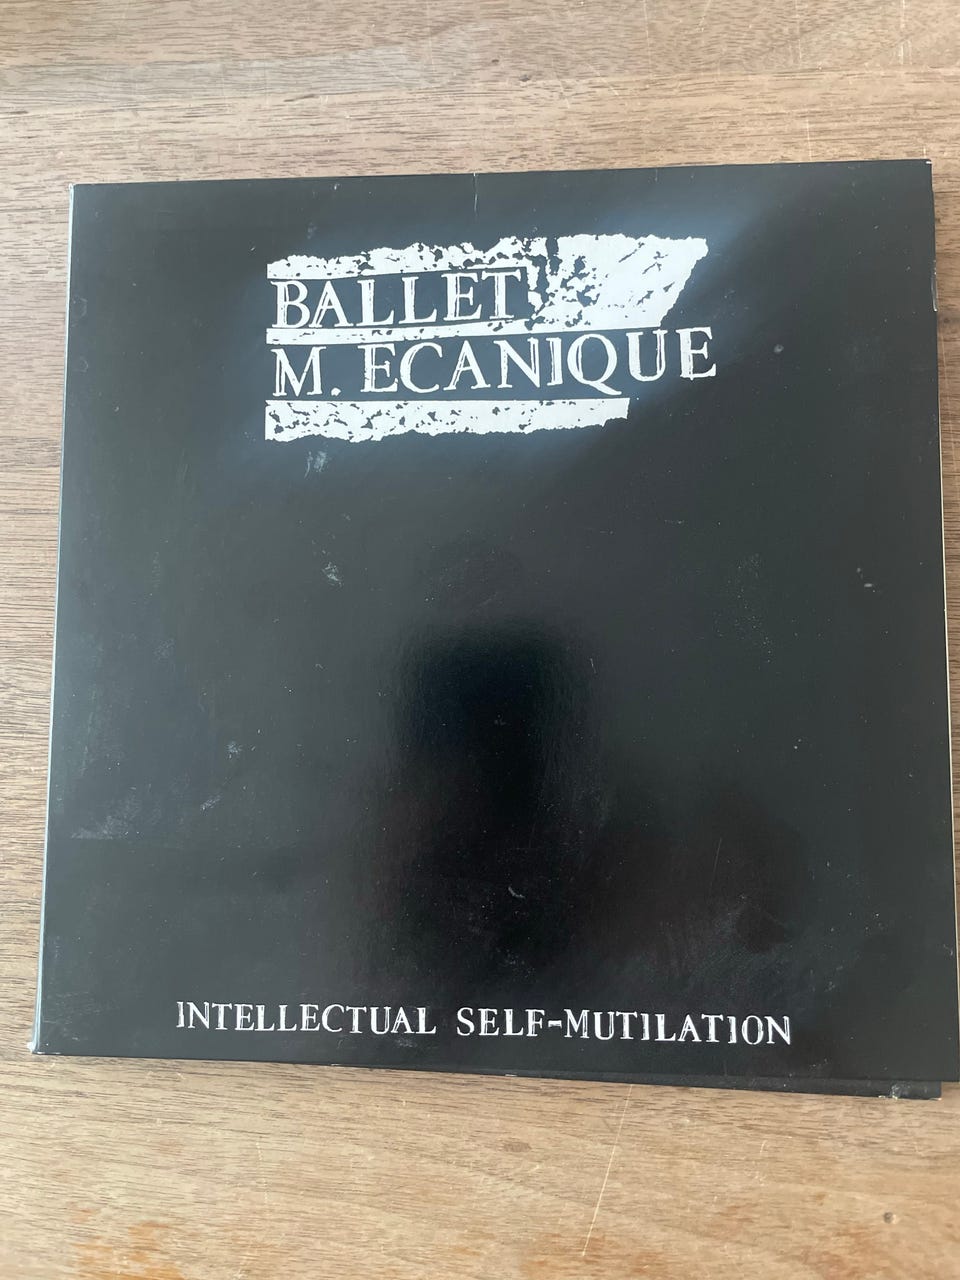 BALLET
M. ECANIQUE
INTELLECTUAL SELF-MUTILATION